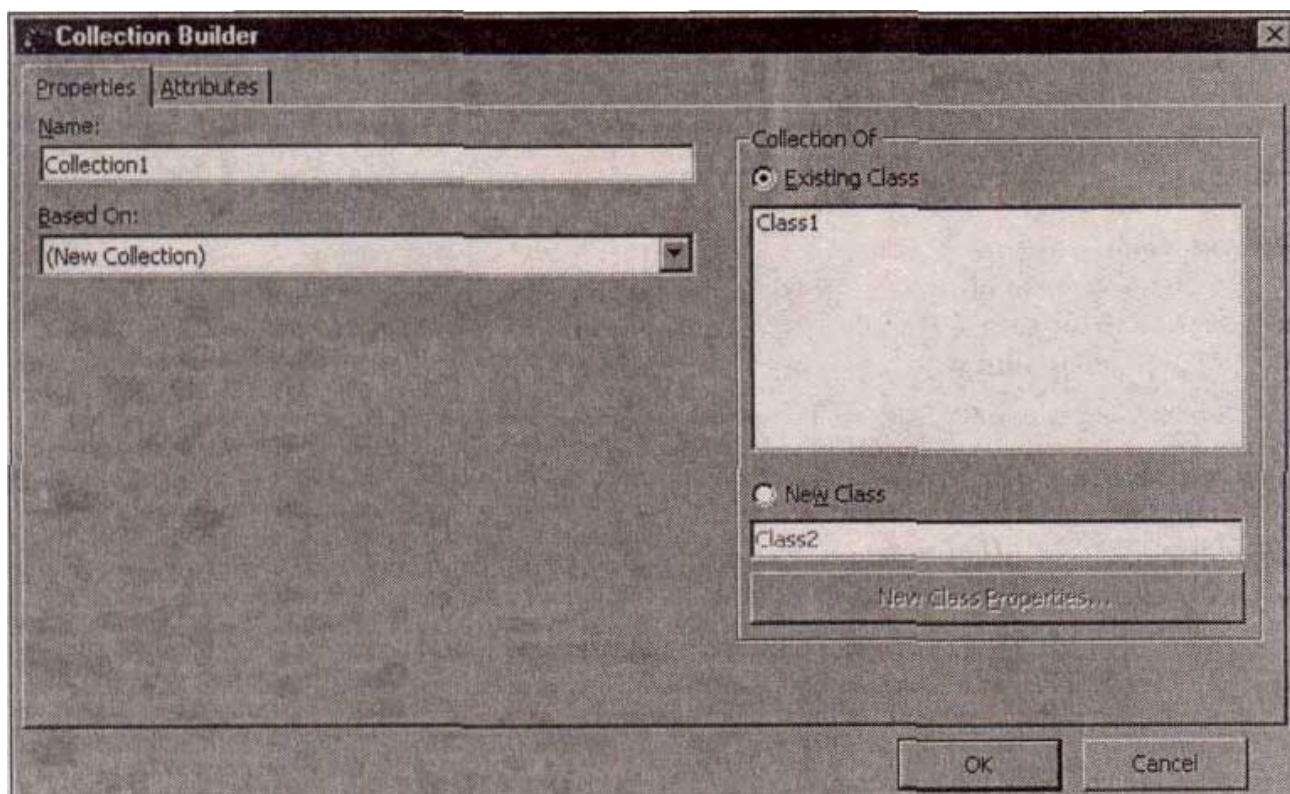 Collection Builder
Properties
Attributes
Name:
Collection1
Based On:
(New Collection)
Collection Of
Existing Class
Class1
New Class
Class2
New Class Properties...
OK
Cancel